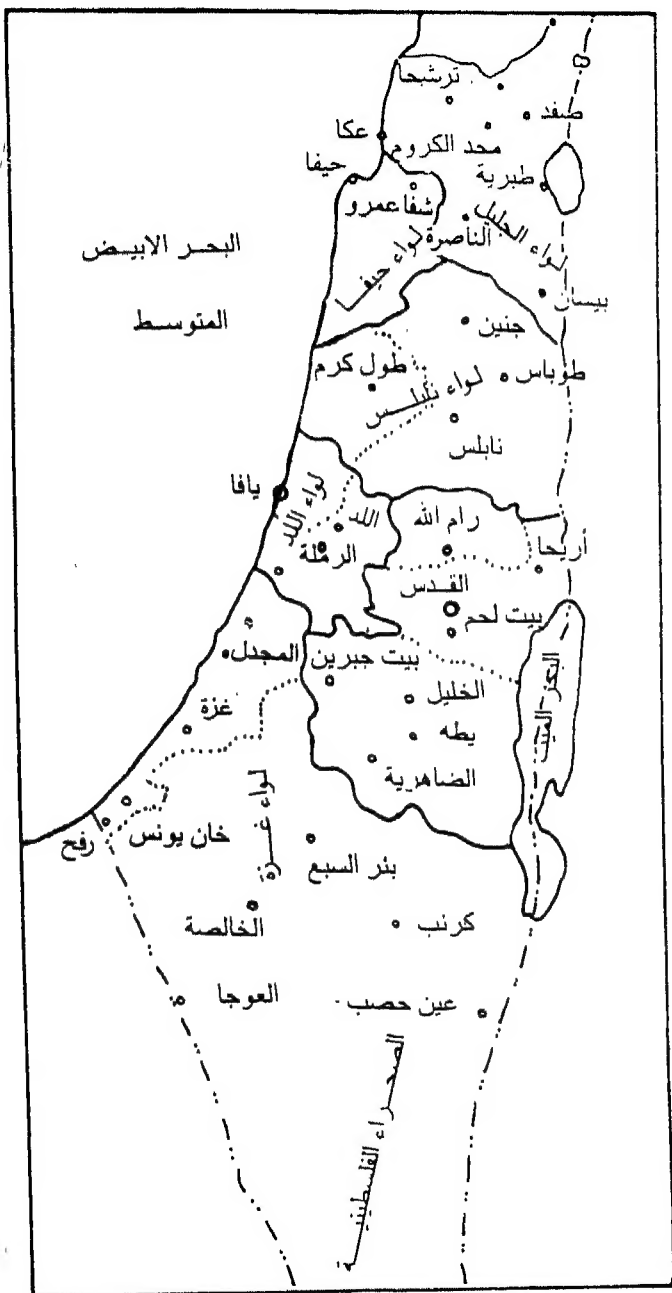 ترشبحا
صفد
عكا
مجد الكروم
حيفا
طبرية
شفاعمرو
الناصرة
لواء الجليل
لواء حيفا
البحر الابيض
المتوسط
بيسان
جنين
طول كرم
طوباس
لواء نابلس
نابلس
يافا
لواء اللد
اللد
رام الله
أريحا
الرملة
القدس
بيت لحم
المجدل
بيت جبرين
البحر الميت
الخليل
غزة
يطه
الضاهرية
لواء غزة
خان يونس
رفح
بئر السبع
الخالصة
كرنب
العوجا
عين حصب
الصحراء الفلسطينية